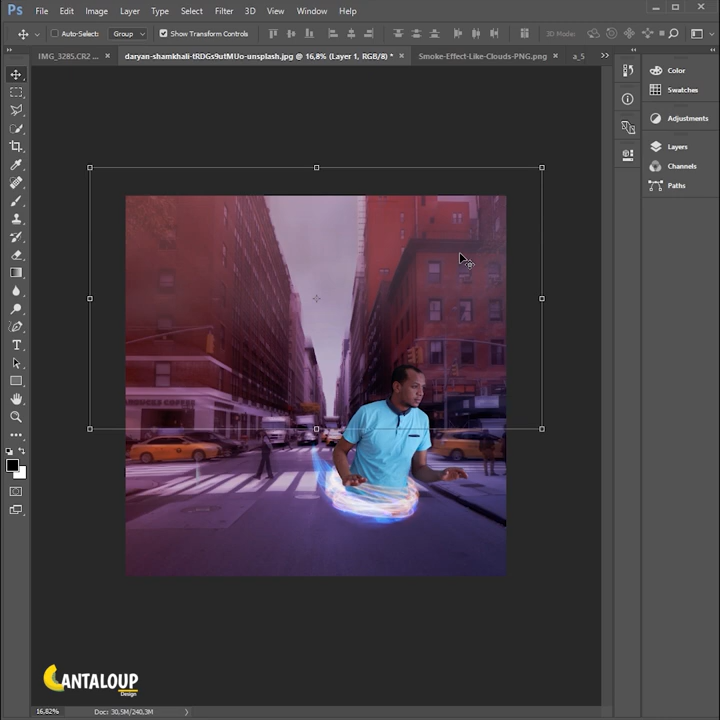 Ps File Edit Image Layer Type Select Filter 3D View Window Help
Auto-Select: Group Show Transform Controls 3D Mode:
IMG_3285.CR2 ... daryan-shamkhali-tRDGs9utMUo-unsplash.jpg @ 16,8% (Layer 1, RGB/8) * Smoke-Effect-Like-Clouds-PNG.png a_5
Color
Swatches
Adjustments
Layers
Channels
Paths
T
CANTALOUP
Design
16,82% Doc: 30,5M/240,3M